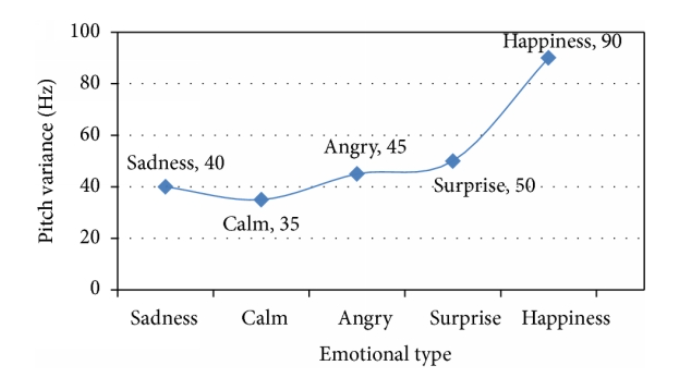 100
Happiness, 90
80
Pitch variance (Hz)
60
Angry, 45
Sadness, 40
40
Surprise, 50
Calm, 35
20
0
Sadness Calm Angry Surprise Happiness
Emotional type